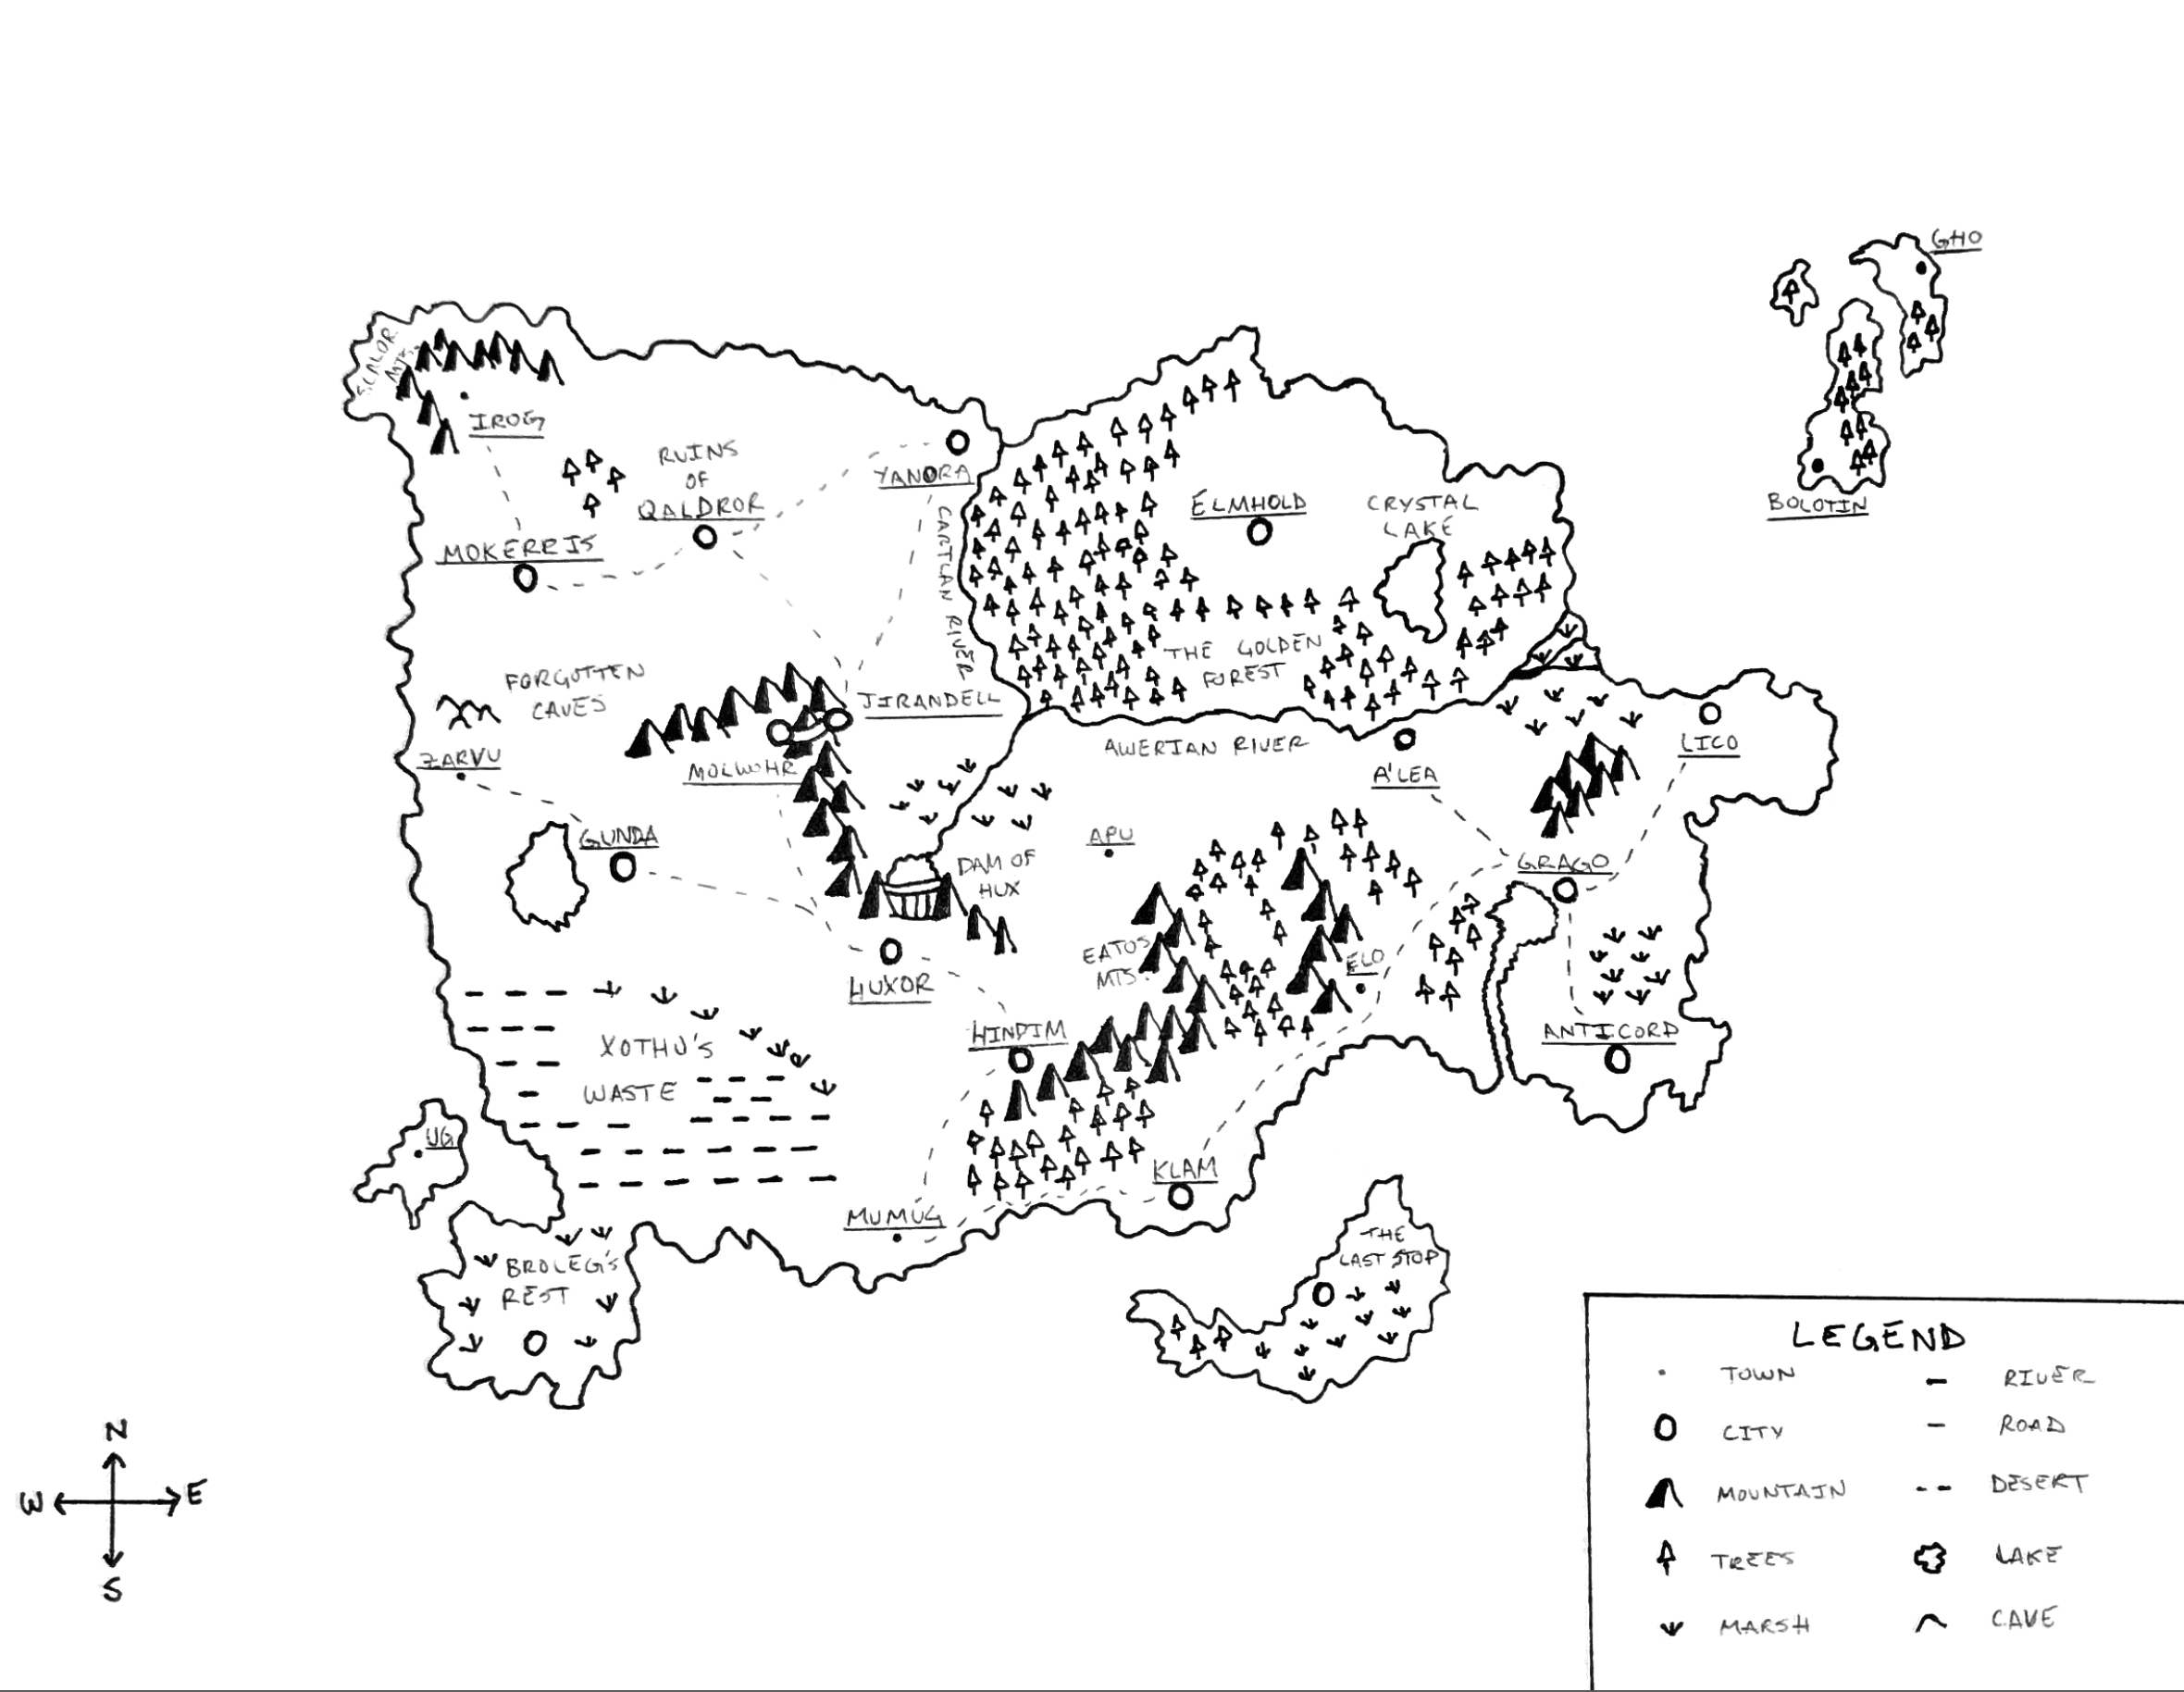 GHO
SCALOR
MTS.
IROG
RUINS
OF
QALDROR
YANORA
BOLOTIN
ELMHOLD
CRYSTAL
LAKE
MOKERRIS
RIVER
THE GOLDEN
FOREST
FORGOTTEN
CAVES
JIRANDELL
ZARVU
MOLWOHR
AWERIAN RIVER
LICO
A'LEA
GUNDA
APU
DAM OF
HUX
GRAGO
EATOS
MTS.
ELO
HUXOR
HINDIM
ANTICORD
XOTHU'S
WASTE
UG
KLAM
MUMUG
BROLEG'S
REST
THE
LAST STOP
LEGEND
TOWN
RIVER
CITY
ROAD
MOUNTAIN
DESERT
TREES
LAKE
MARSH
CAVE
N
W E
S